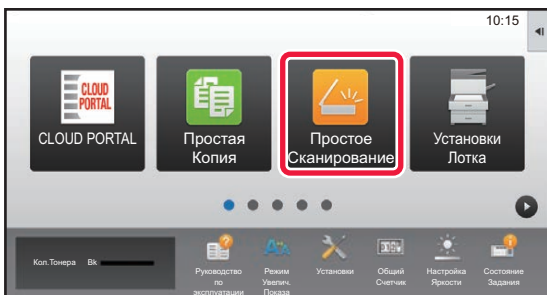 10:15
CLOUD
PORTAL
CLOUD PORTAL
Простая
Копия
Простое
Сканирование
Установки
Лотка
Кол.Тонера Bk
Руководство
по
эксплуатации
Режим
Увелич.
Показа
Установки
Общий
Счетчик
Настройка
Яркости
Состояние
Задания